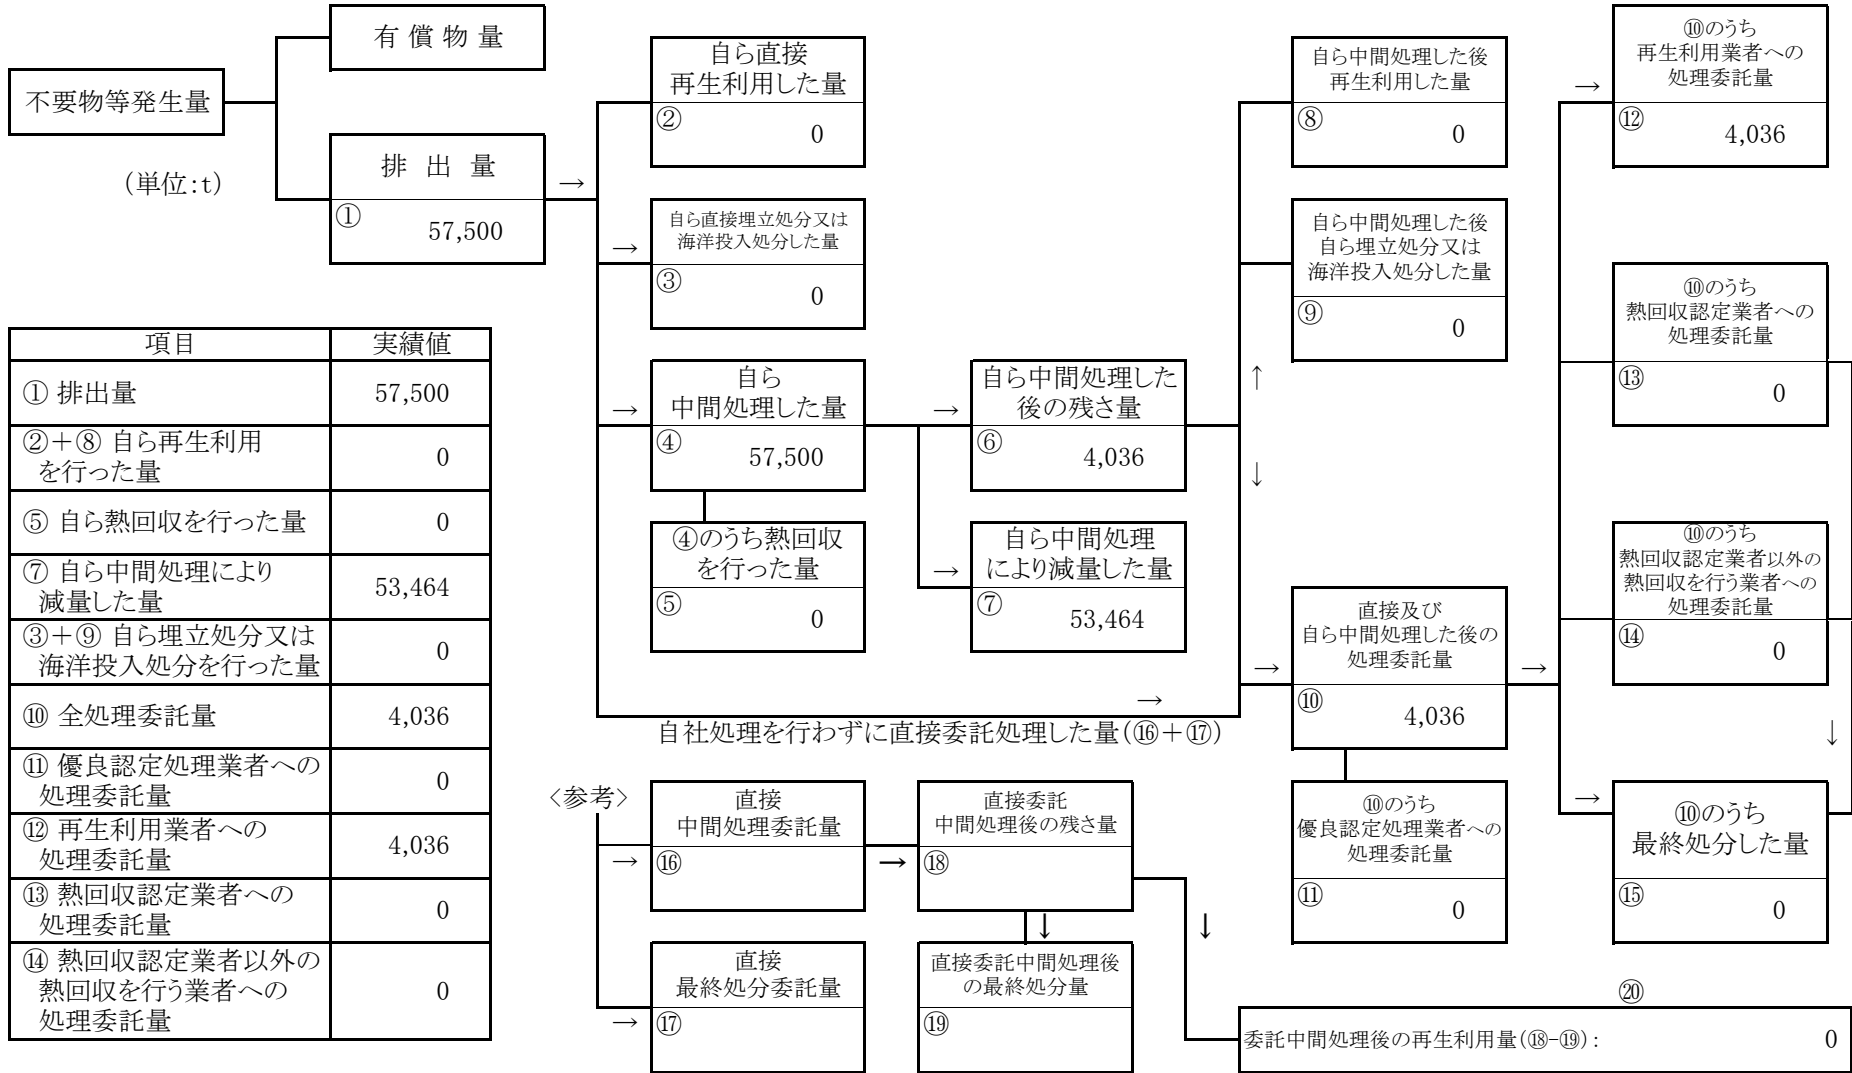 有 償 物 量
不要物等発生量
(単位:t)
排 出 量
①
57,500
→
自ら直接
再生利用した量
②
0
→
自ら直接埋立処分又は
海洋投入処分した量
③
0
→
自ら
中間処理した量
④
57,500
④のうち熱回収
を行った量
⑤
0
→
自ら中間処理した
後の残さ量
⑥
4,036
→
自ら中間処理
により減量した量
⑦
53,464
→
自社処理を行わずに直接委託処理した量(⑯+⑰)
↑
↓
自ら中間処理した後
再生利用した量
⑧
0
自ら中間処理した後
自ら埋立処分又は
海洋投入処分した量
⑨
0
→
直接及び
自ら中間処理した後の
処理委託量
⑩
4,036
→
⑩のうち
優良認定処理業者への
処理委託量
⑪
0
→
⑩のうち
再生利用業者への
処理委託量
⑫
4,036
⑩のうち
熱回収認定業者への
処理委託量
⑬
0
⑩のうち
熱回収認定業者以外の
熱回収を行う業者への
処理委託量
⑭
0
↓
→
⑩のうち
最終処分した量
⑮
0
項目 実績値
① 排出量 57,500
②+⑧ 自ら再生利用
を行った量 0
⑤ 自ら熱回収を行った量 0
⑦ 自ら中間処理により
減量した量 53,464
③+⑨ 自ら埋立処分又は
海洋投入処分を行った量 0
⑩ 全処理委託量 4,036
⑪ 優良認定処理業者への
処理委託量 0
⑫ 再生利用業者への
処理委託量 4,036
⑬ 熱回収認定業者への
処理委託量 0
⑭ 熱回収認定業者以外の
熱回収を行う業者への
処理委託量 0
<参考>
→
直接
中間処理委託量
⑯
→
直接委託
中間処理後の残さ量
⑱
↓
↓
→
直接
最終処分委託量
⑰
直接委託中間処理後
の最終処分量
⑲
⑳
委託中間処理後の再生利用量(⑱-⑲): 0